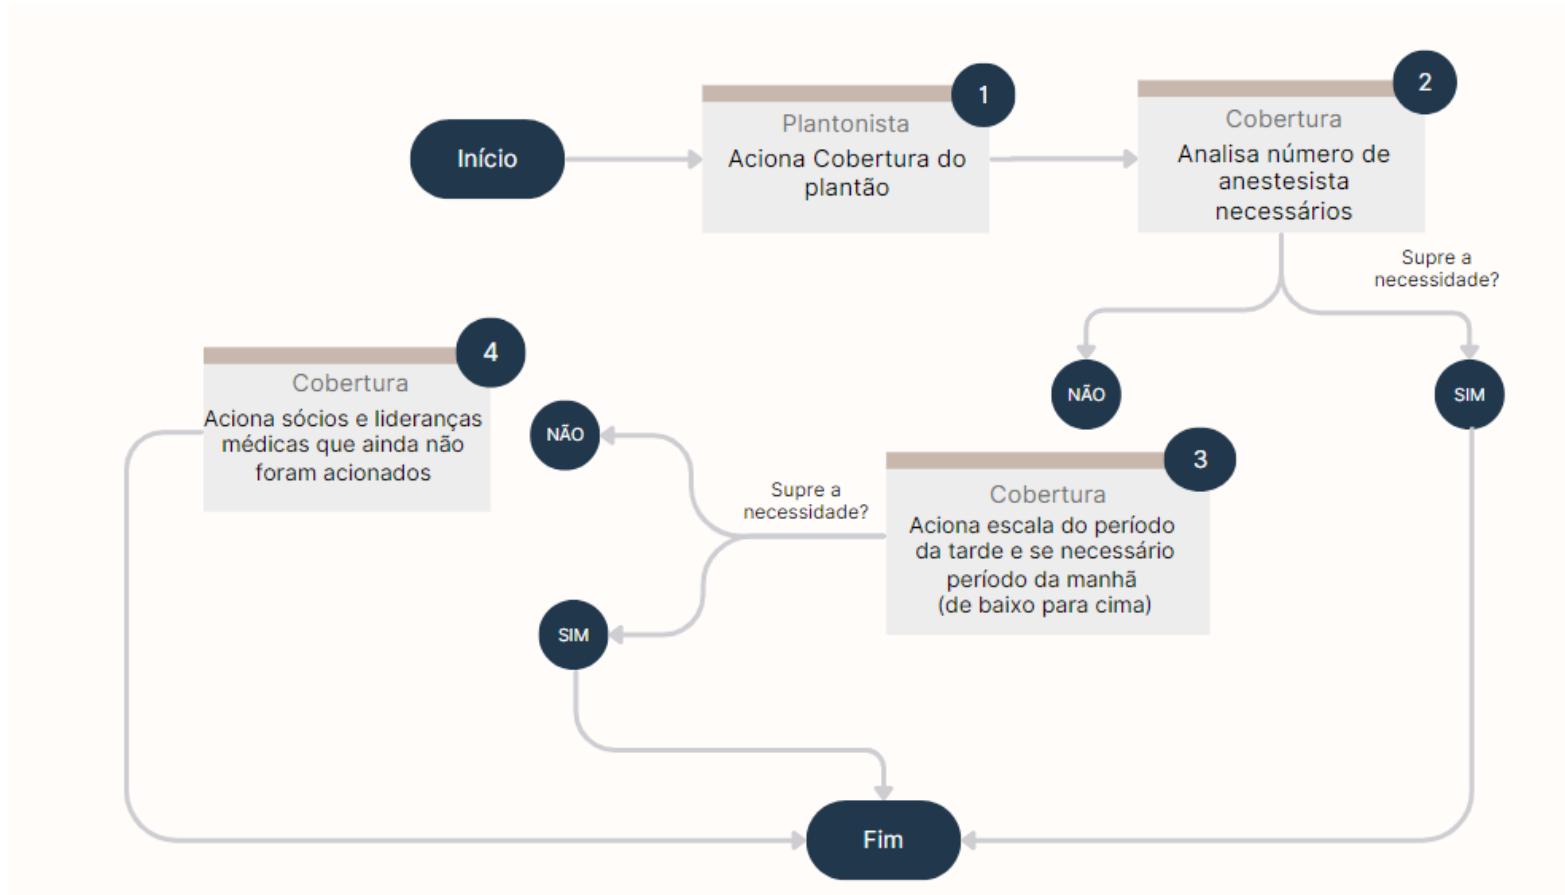 Início
1
Plantonista
Aciona Cobertura do
plantão
2
Cobertura
Analisa número de
anestesista
necessários
Supre a
necessidade?
NÃO
SIM
3
Cobertura
Aciona escala do período
da tarde e se necessário
período da manhã
(de baixo para cima)
Supre a
necessidade?
NÃO
SIM
4
Cobertura
Aciona sócios e lideranças
médicas que ainda não
foram acionados
Fim